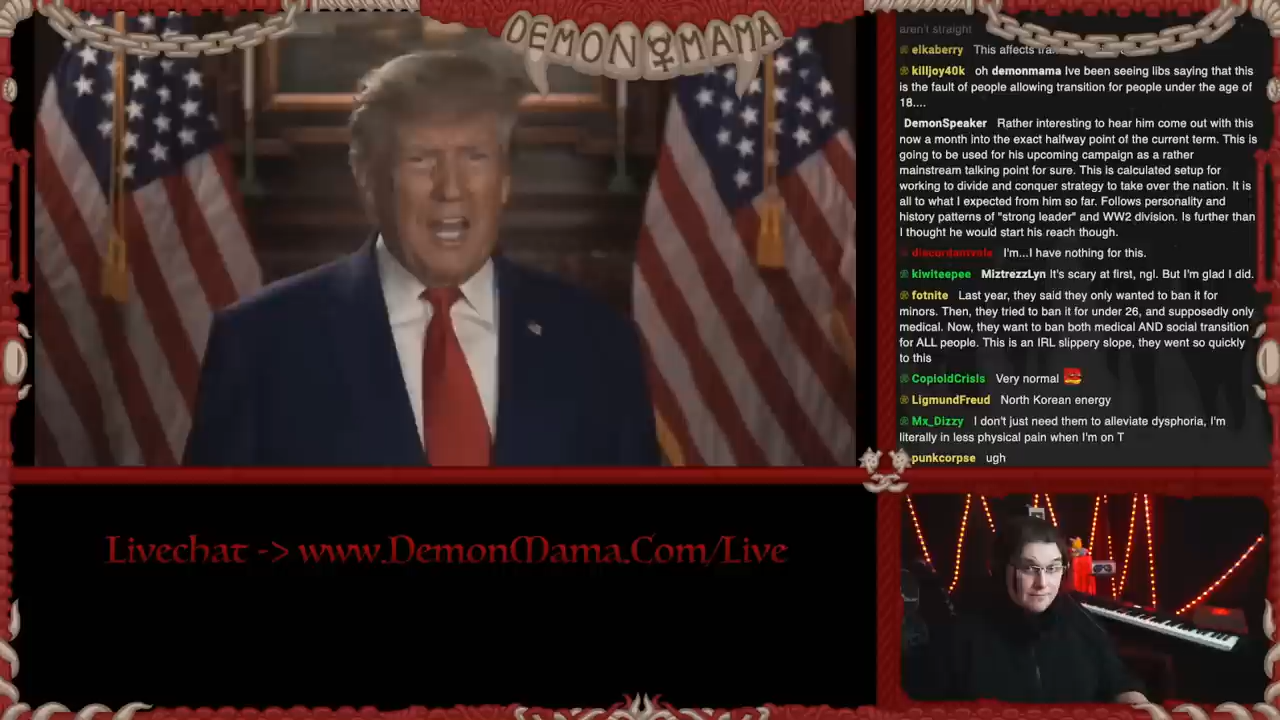 DEMON MAMA
aren't straight
elkaberry This affects
killjoy40k oh demonmama Ive been seeing libs saying that this
is the fault of people allowing transition for people under the age of
18....
DemonSpeaker Rather interesting to hear him come out with this
now a month into the exact halfway point of the current term. This is
going to be used for his upcoming campaign as a rather
mainstream talking point for sure. This is calculated setup for
working to divide and conquer strategy to take over the nation. It is
all to what I expected from him so far. Follows personality and
history patterns of "strong leader" and WW2 division. Is further than
I thought he would start his reach though.
I'm...I have nothing for this.
kiwiteepee MiztrezzLyn It's scary at first, ngl. But I'm glad I did.
fotnite Last year, they said they only wanted to ban it for
minors. Then, they tried to ban it for under 26, and supposedly only
medical. Now, they want to ban both medical AND social transition
for ALL people. This is an IRL slippery slope, they went so quickly
to this
CopioidCrisis Very normal
LigmundFreud North Korean energy
Mx_Dizzy I don't just need them to alleviate dysphoria, I'm
literally in less physical pain when I'm on T
punkcorpse ugh
Livechat -> www.DemonMama.Com/Live